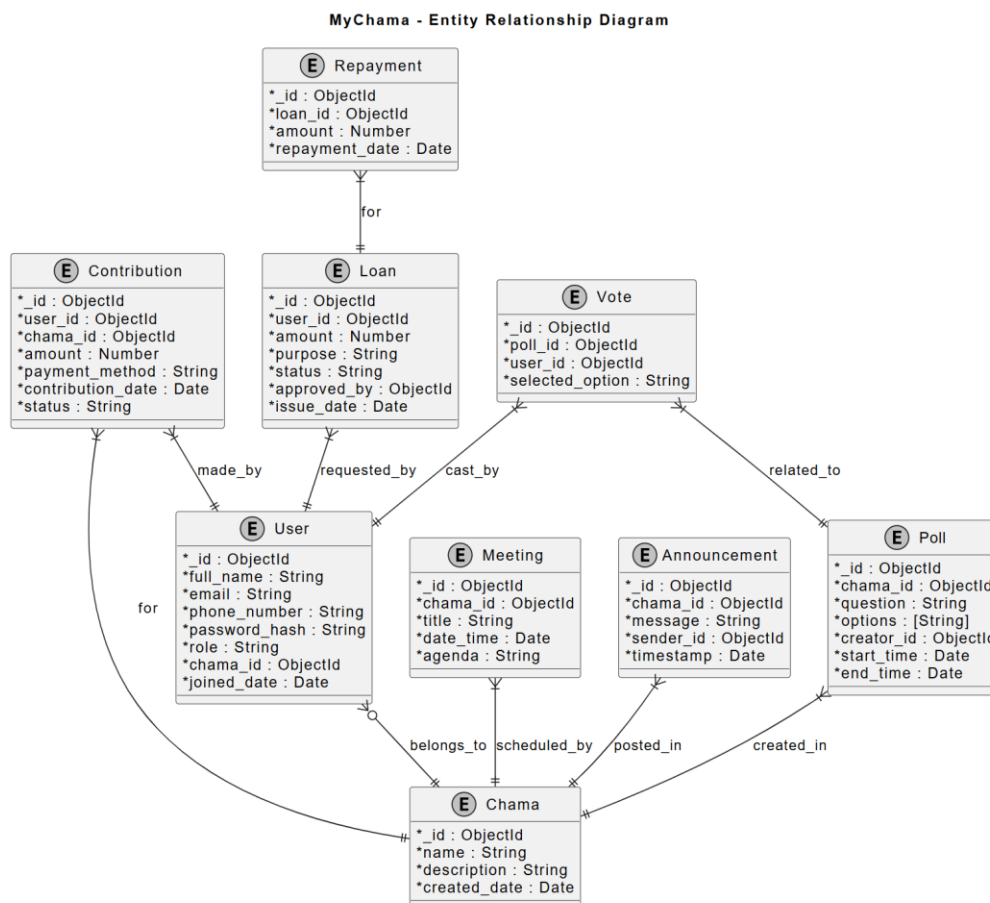 MyChama - Entity Relationship Diagram
E Repayment
*_id : ObjectId
*loan_id : ObjectId
*amount : Number
*repayment_date : Date
for
E Contribution
*_id : ObjectId
*user_id : ObjectId
*chama_id : ObjectId
*amount : Number
*payment_method : String
*contribution_date : Date
*status : String
E Loan
*_id : ObjectId
*user_id : ObjectId
*amount : Number
*purpose : String
*status : String
*approved_by : ObjectId
*issue_date : Date
E Vote
*_id : ObjectId
*poll_id : ObjectId
*user_id : ObjectId
*selected_option : String
made_by
requested_by
cast_by
related_to
E User
*_id : ObjectId
*full_name : String
*email : String
*phone_number : String
*password_hash : String
*role : String
*chama_id : ObjectId
*joined_date : Date
E Meeting
*_id : ObjectId
*chama_id : ObjectId
*title : String
*date_time : Date
*agenda : String
E Announcement
*_id : ObjectId
*chama_id : ObjectId
*message : String
*sender_id : ObjectId
*timestamp : Date
E Poll
*_id : ObjectId
*chama_id : ObjectId
*question : String
*options : [String]
*creator_id : ObjectId
*start_time : Date
*end_time : Date
for
belongs_to
scheduled_by
posted_in
created_in
E Chama
*_id : ObjectId
*name : String
*description : String
*created_date : Date